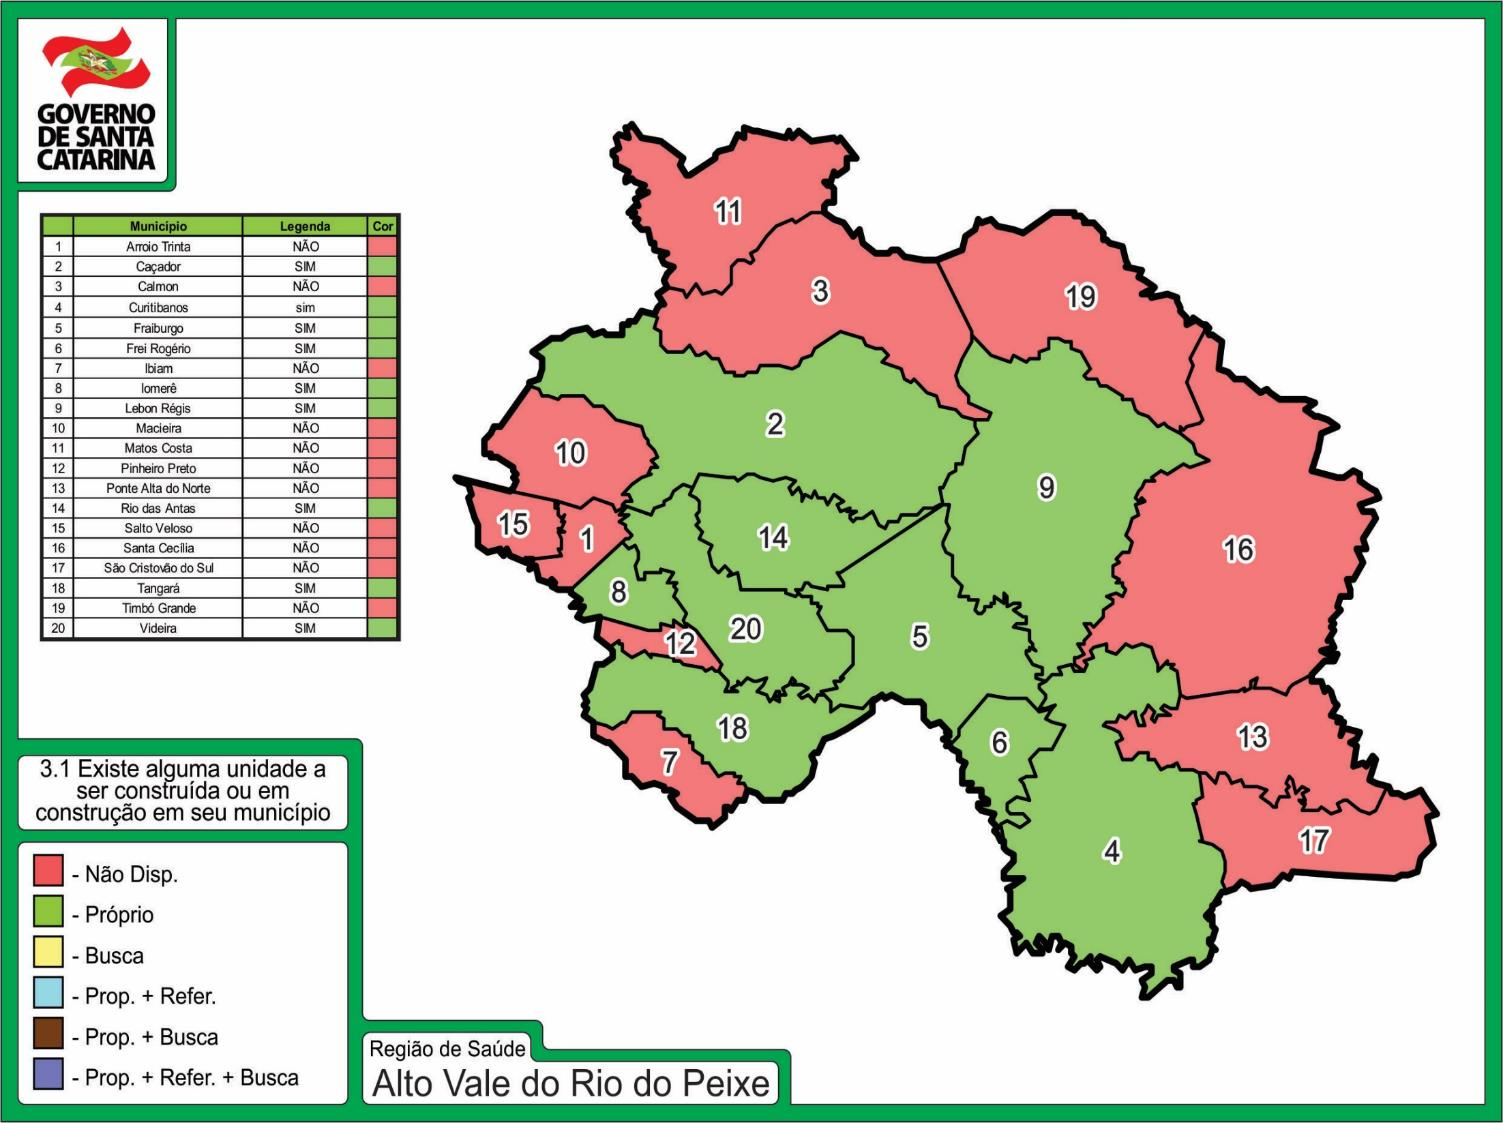 GOVERNO
DE SANTA
CATARINA
Município Legenda Cor
1 Arroio Trinta NÃO
2 Caçador SIM
3 Calmon NÃO
4 Curitibanos sim
5 Fraiburgo SIM
6 Frei Rogério SIM
7 Ibiam NÃO
8 Iomerê SIM
9 Lebon Régis SIM
10 Macieira NÃO
11 Matos Costa NÃO
12 Pinheiro Preto NÃO
13 Ponte Alta do Norte NÃO
14 Rio das Antas SIM
15 Salto Veloso NÃO
16 Santa Cecília NÃO
17 São Cristovão do Sul NÃO
18 Tangará SIM
19 Timbó Grande NÃO
20 Videira SIM
11
3
19
2
10
9
15
1
14
16
8
20
12
5
18
6
13
7
4
17
3.1 Existe alguma unidade a
ser construída ou em
construção em seu município
- Não Disp.
- Próprio
- Busca
- Prop. + Refer.
- Prop. + Busca
- Prop. + Refer. + Busca
Região de Saúde
Alto Vale do Rio do Peixe